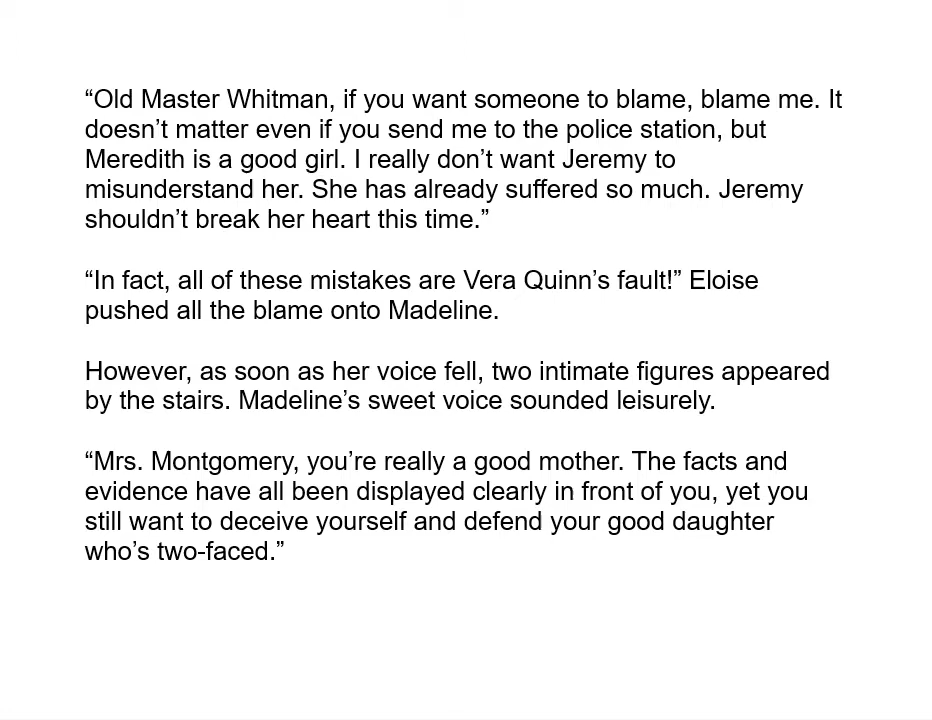 “Old Master Whitman, if you want someone to blame, blame me. It
doesn’t matter even if you send me to the police station, but
Meredith is a good girl. I really don’t want Jeremy to
misunderstand her. She has already suffered so much. Jeremy
shouldn’t break her heart this time.”
“In fact, all of these mistakes are Vera Quinn’s fault!” Eloise
pushed all the blame onto Madeline.
However, as soon as her voice fell, two intimate figures appeared
by the stairs. Madeline’s sweet voice sounded leisurely.
“Mrs. Montgomery, you’re really a good mother. The facts and
evidence have all been displayed clearly in front of you, yet you
still want to deceive yourself and defend your good daughter
who’s two-faced.”